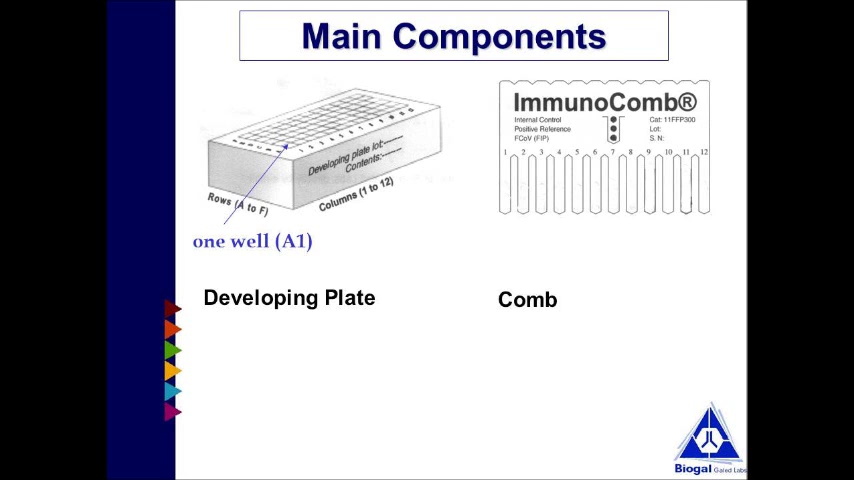 Main Components
ImmunoComb®
Internal Control
Positive Reference
FCoV (FIP)
Cat: 11FFP300
Lot:
S. N:
1 2 3 4 5 6 7 8 9 10 11 12
Developing plate lot:-------
Contents:-------
Rows (A to F)
Columns (1 to 12)
one well (A1)
Developing Plate
Comb
Biogal Galed Labs